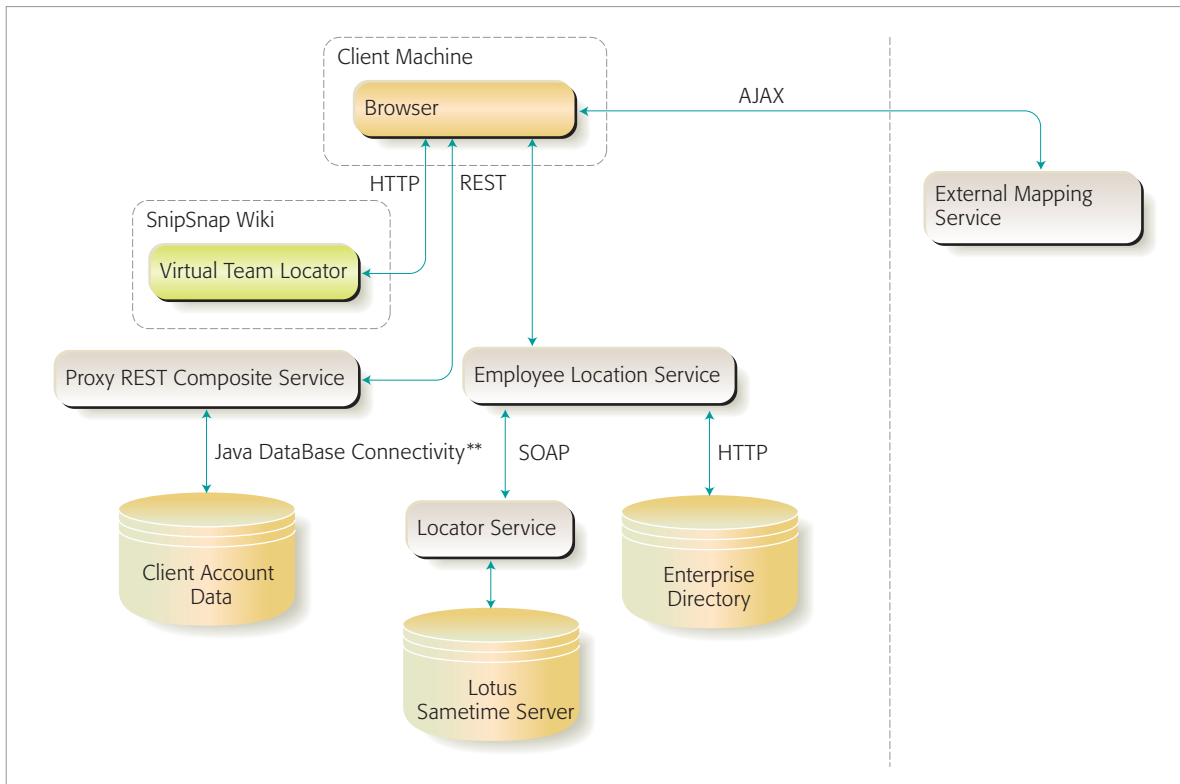 Client Machine
Browser
AJAX
HTTP
REST
External Mapping
Service
SnipSnap Wiki
Virtual Team Locator
Proxy REST Composite Service
Employee Location Service
Java DataBase Connectivity**
SOAP
HTTP
Client Account
Data
Locator Service
Enterprise
Directory
Lotus
Sametime Server